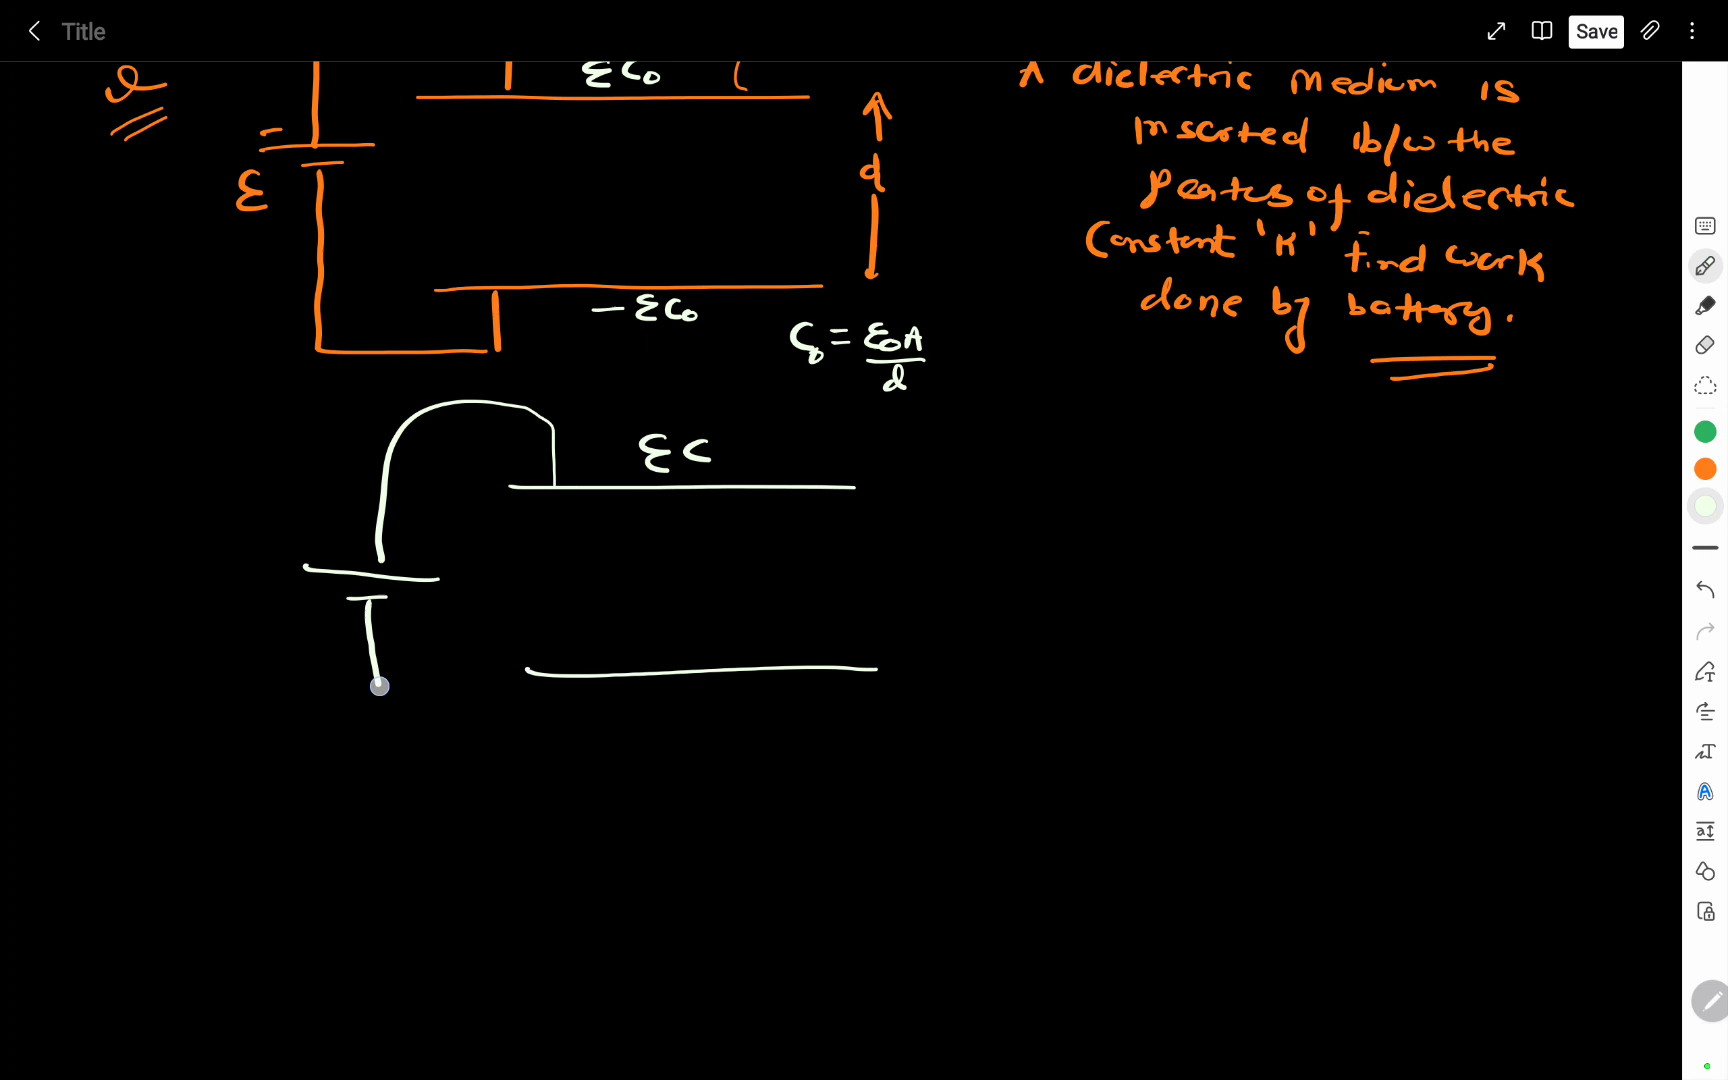 Title
Save
εC₀
A dielectric medium is
Inserted b/w the
Plates of dielectric
Constant 'K' find work
done by battery.
d
ε
-εC₀
C₀ = ε₀A
d
εC